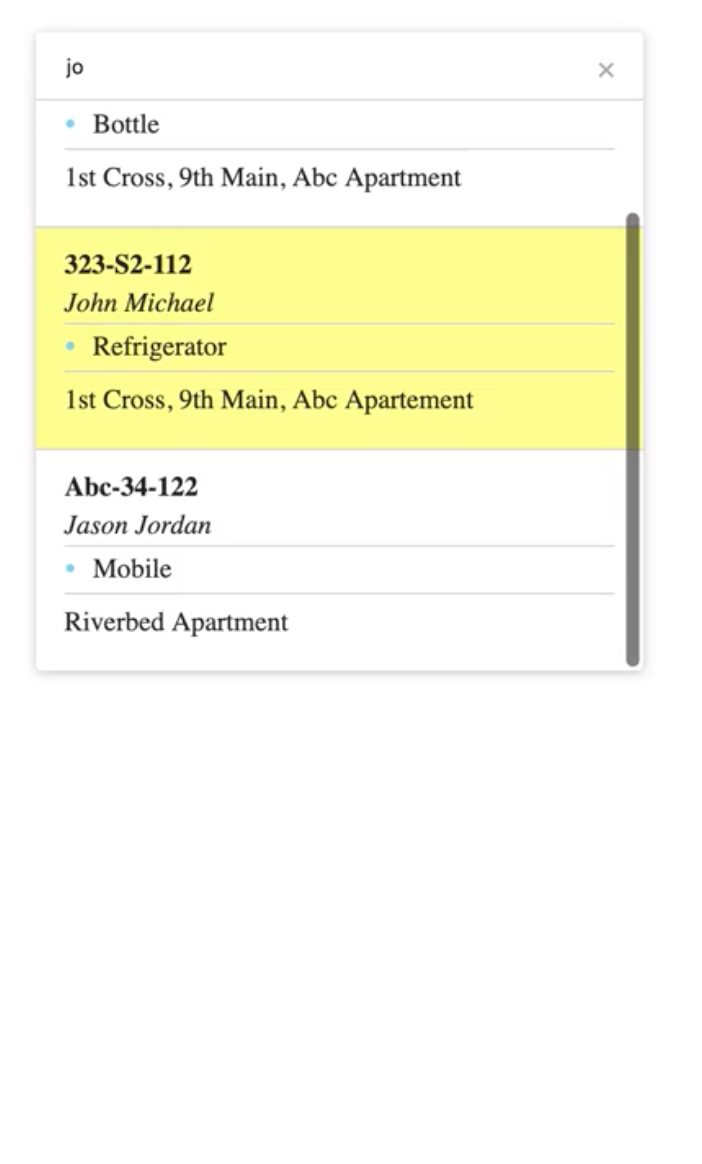 jo
Bottle
1st Cross, 9th Main, Abc Apartment
323-S2-112
John Michael
Refrigerator
1st Cross, 9th Main, Abc Apartement
Abc-34-122
Jason Jordan
Mobile
Riverbed Apartment